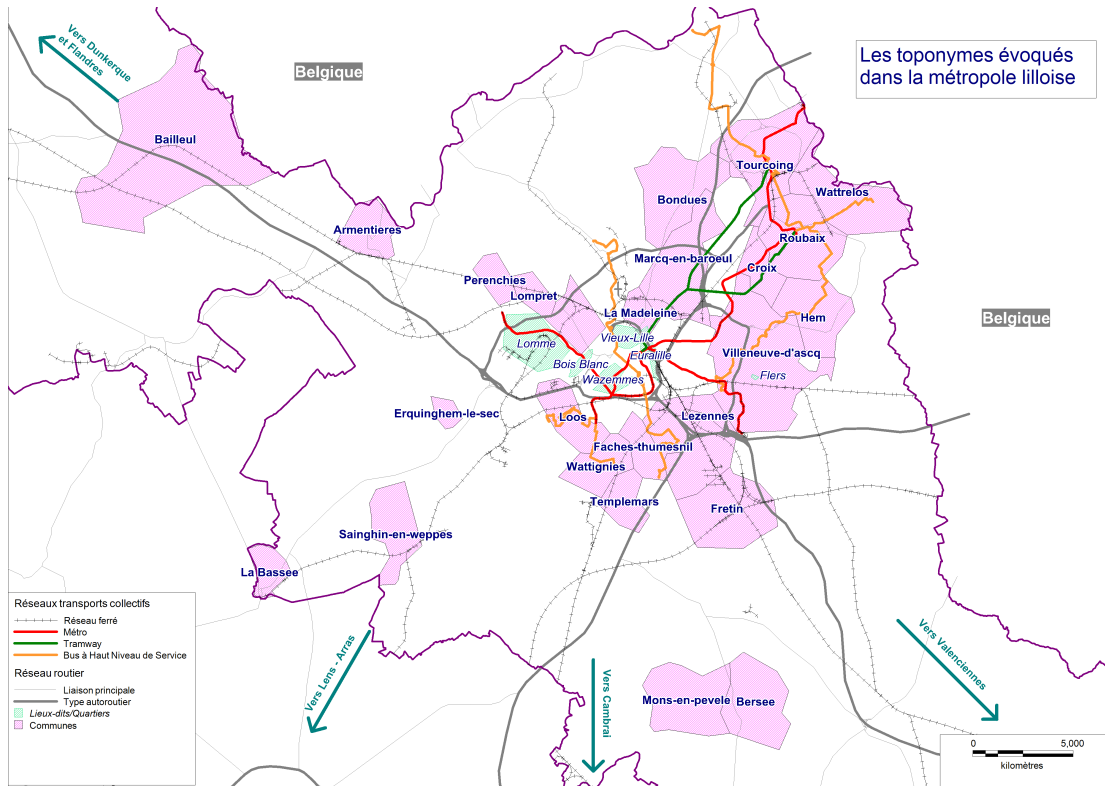 Les toponymes évoqués
dans la métropole lilloise
Vers Dunkerque
et Flandres
Belgique
Bailleul
Tourcoing
Wattrelos
Bondues
Armentieres
Roubaix
Marcq-en-baroeul
Croix
Perenchies
Lompret
La Madeleine
Hem
Belgique
Vieux-Lille
Lomme
Euralille
Villeneuve-d'ascq
Bois Blanc
Flers
Wazemmes
Erquinghem-le-sec
Loos
Lezennes
Faches-thumesnil
Wattignies
Templemars
Fretin
Sainghin-en-weppes
La Bassee
Réseaux transports collectifs
Réseau ferré
Métro
Tramway
Bus à Haut Niveau de Service
Réseau routier
Liaison principale
Type autoroutier
Lieux-dits/Quartiers
Communes
Vers Lens - Arras
Vers Cambrai
Vers Valenciennes
Mons-en-pevele
Bersee
0 5,000
kilomètres